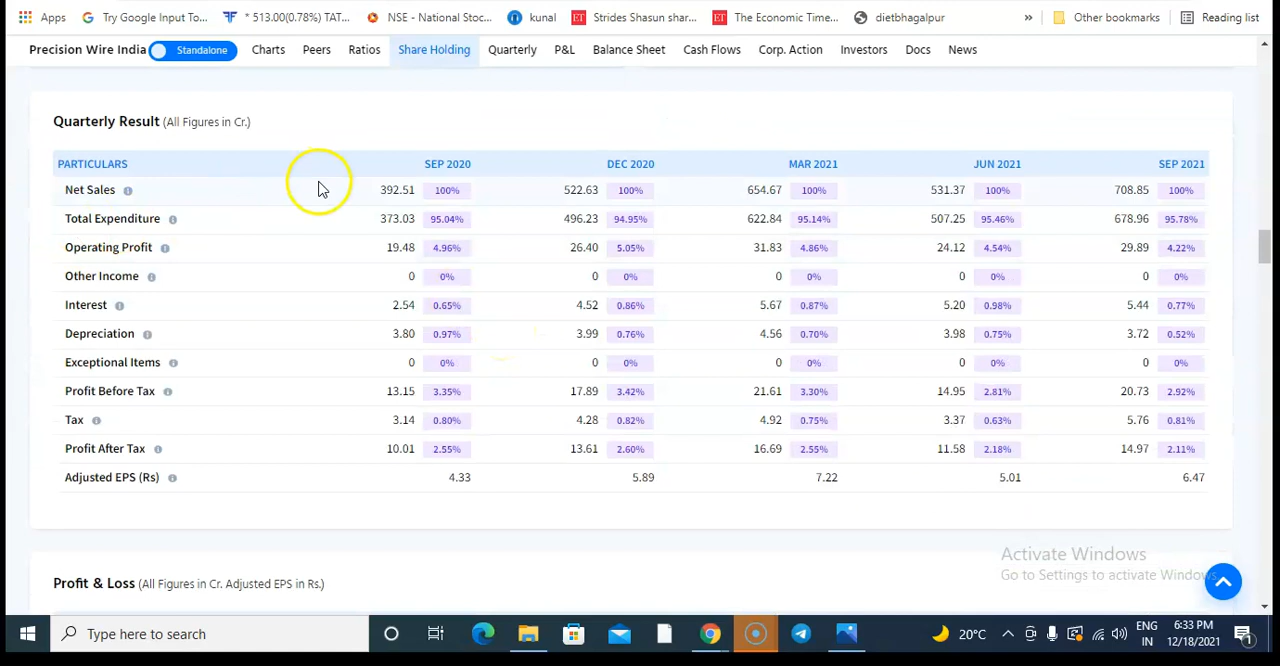 Apps Try Google Input To... * 513.00(0.78%) TAT... NSE - National Stoc... kunal ET Strides Shasun shar... ET The Economic Time... dietbhagalpur » Other bookmarks Reading list
Precision Wire India Standalone Charts Peers Ratios Share Holding Quarterly P&L Balance Sheet Cash Flows Corp. Action Investors Docs News
Quarterly Result (All Figures in Cr.)
PARTICULARS SEP 2020 DEC 2020 MAR 2021 JUN 2021 SEP 2021
Net Sales 392.51 100% 522.63 100% 654.67 100% 531.37 100% 708.85 100%
Total Expenditure 373.03 95.04% 496.23 94.95% 622.84 95.14% 507.25 95.46% 678.96 95.78%
Operating Profit 19.48 4.96% 26.40 5.05% 31.83 4.86% 24.12 4.54% 29.89 4.22%
Other Income 0 0% 0 0% 0 0% 0 0% 0 0%
Interest 2.54 0.65% 4.52 0.86% 5.67 0.87% 5.20 0.98% 5.44 0.77%
Depreciation 3.80 0.97% 3.99 0.76% 4.56 0.70% 3.98 0.75% 3.72 0.52%
Exceptional Items 0 0% 0 0% 0 0% 0 0% 0 0%
Profit Before Tax 13.15 3.35% 17.89 3.42% 21.61 3.30% 14.95 2.81% 20.73 2.92%
Tax 3.14 0.80% 4.28 0.82% 4.92 0.75% 3.37 0.63% 5.76 0.81%
Profit After Tax 10.01 2.55% 13.61 2.60% 16.69 2.55% 11.58 2.18% 14.97 2.11%
Adjusted EPS (Rs) 4.33 5.89 7.22 5.01 6.47
Activate Windows
Go to Settings to activate Windows.
Profit & Loss (All Figures in Cr. Adjusted EPS in Rs.)
Type here to search 20°C ENG IN 6:33 PM 12/18/2021 1